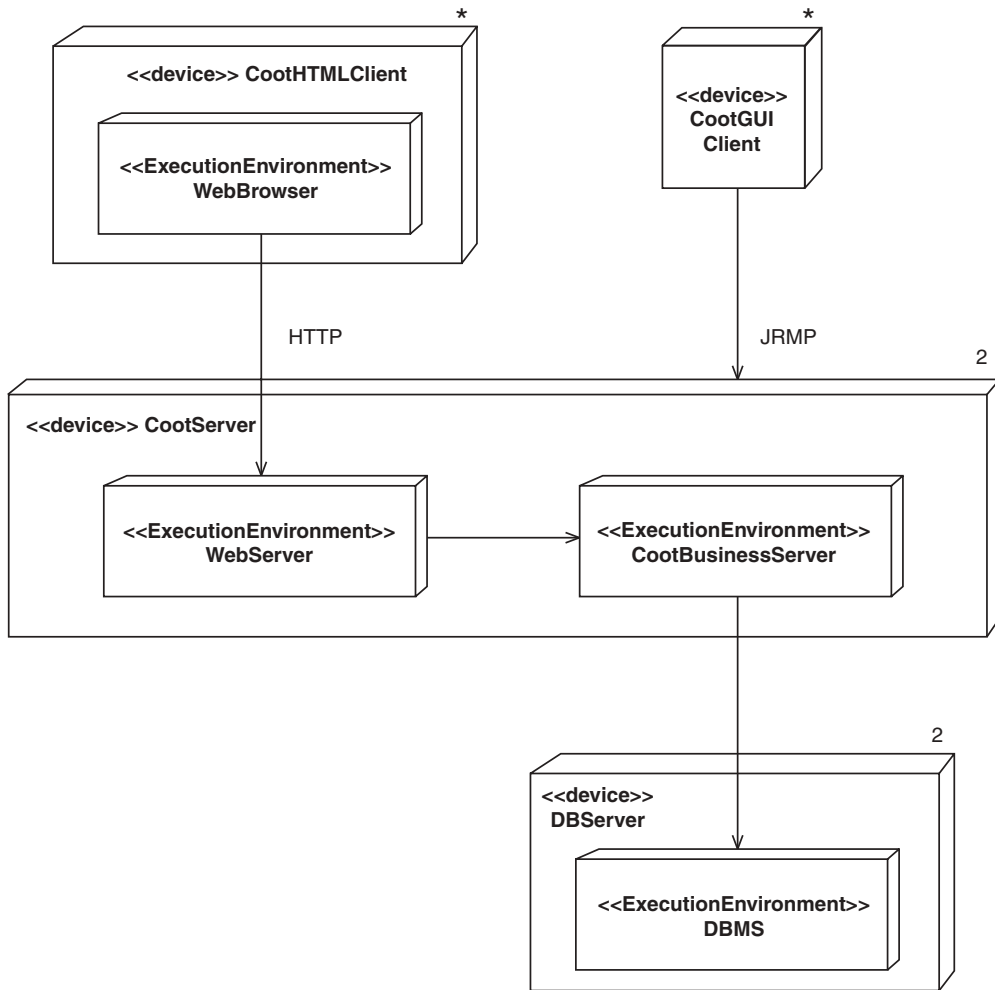 *
*
<<device>> CootHTMLClient
<<ExecutionEnvironment>>
WebBrowser
<<device>>
CootGUI
Client
HTTP
JRMP
2
<<device>> CootServer
<<ExecutionEnvironment>>
WebServer
<<ExecutionEnvironment>>
CootBusinessServer
2
<<device>>
DBServer
<<ExecutionEnvironment>>
DBMS